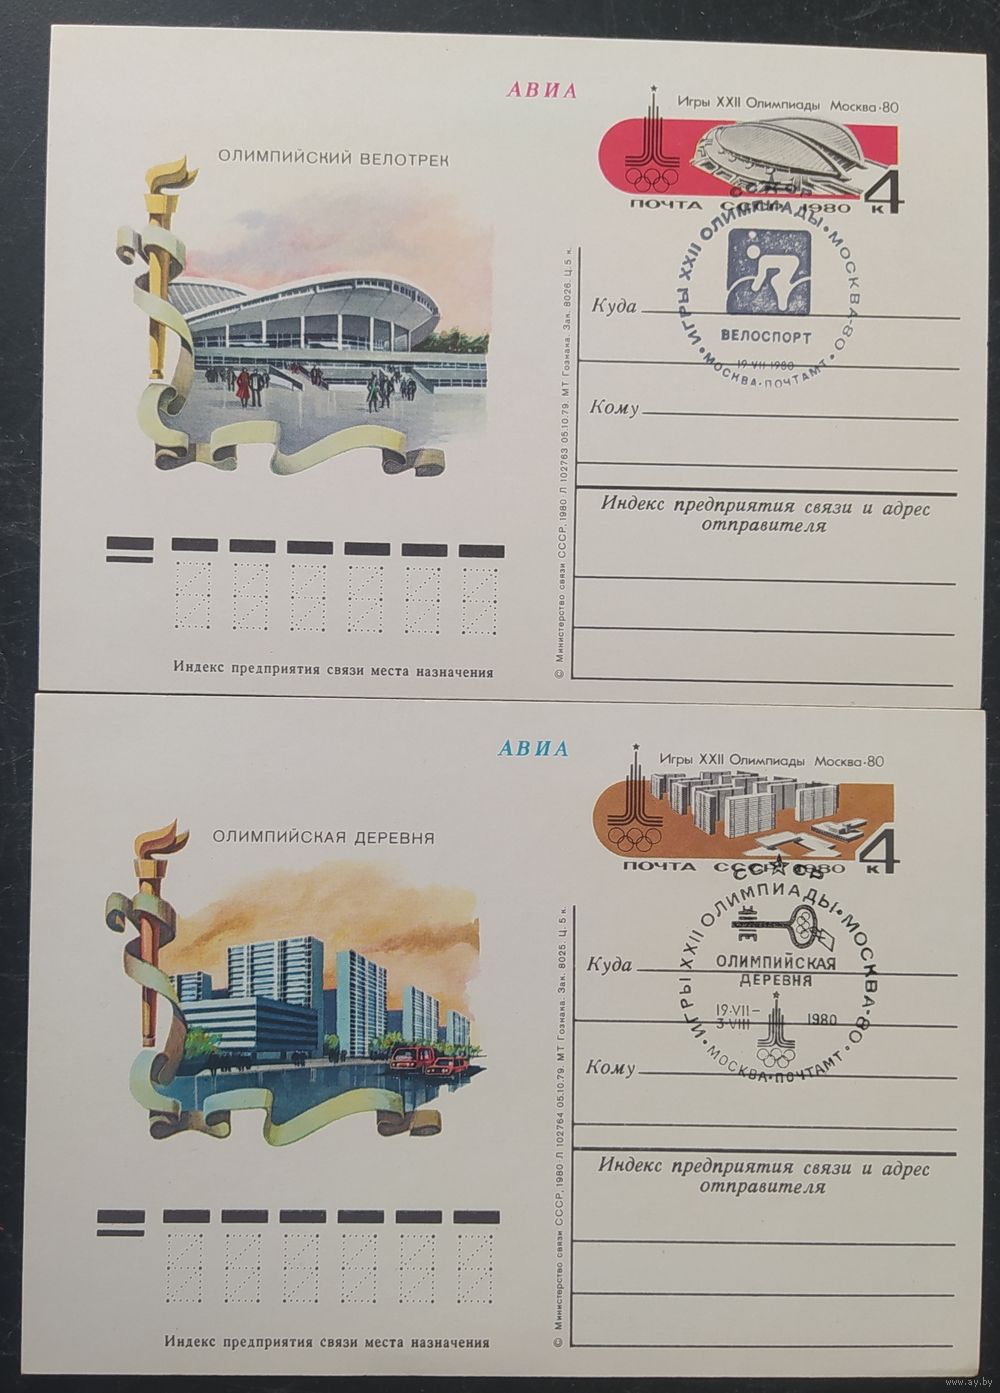 АВИА
Игры XXII Олимпиады Москва·80
ОЛИМПИЙСКИЙ ВЕЛОТРЕК
ПОЧТА СССР 1980
4
К
СССР
•ИГРЫ XXII ОЛИМПИАДЫ•МОСКВА-80•
ВЕЛОСПОРТ
19 VII 1980
МОСКВА-ПОЧТАМТ
Куда
Кому
Индекс предприятия связи и адрес
отправителя
© Министерство связи СССР, 1980 Л 102763 05.10.79. МТ Гознака. Зак. 8026. Ц. 5 к.
Индекс предприятия связи места назначения
АВИА
Игры XXII Олимпиады Москва·80
ОЛИМПИЙСКАЯ ДЕРЕВНЯ
ПОЧТА СССР 1980
4
К
СССР
•ИГРЫ XXII ОЛИМПИАДЫ•МОСКВА-80•
ОЛИМПИЙСКАЯ
ДЕРЕВНЯ
19·VII–
3·VIII 1980
МОСКВА•ПОЧТАМТ
Куда
Кому
Индекс предприятия связи и адрес
отправителя
© Министерство связи СССР, 1980 Л 102764 05.10.79. МТ Гознака. Зак. 8025. Ц. 5 к.
Индекс предприятия связи места назначения
www.ay.by